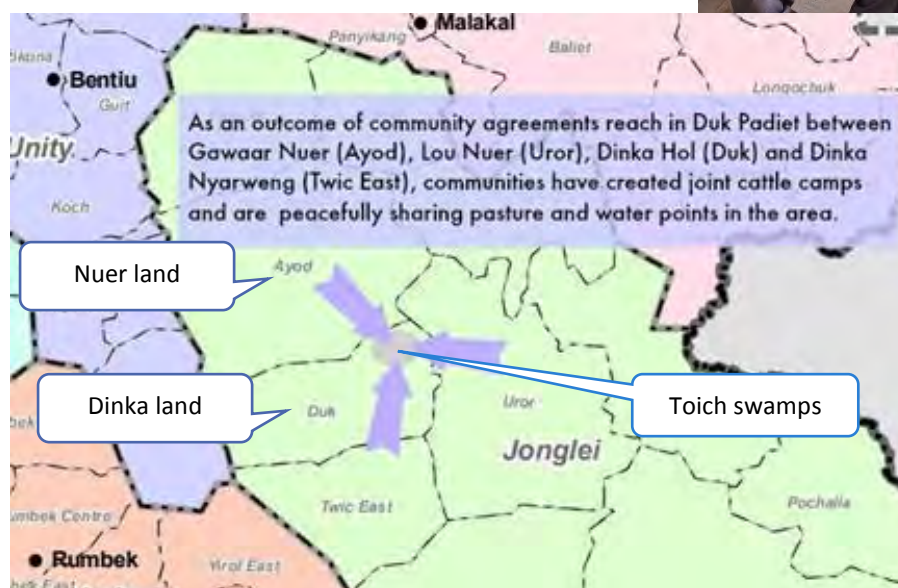 Malakal
Panyikang
Baliet
Bentiu
Guit
Longochuk
As an outcome of community agreements reach in Duk Padiet between
Gawaar Nuer (Ayod), Lou Nuer (Uror), Dinka Hol (Duk) and Dinka
Nyarweng (Twic East), communities have created joint cattle camps
and are peacefully sharing pasture and water points in the area.
Unity
Koch
Nuer land
Ayod
Dinka land
Duk
Uror
Toich swamps
Jonglei
Twic East
Pochalla
Rumbek
Yirol East